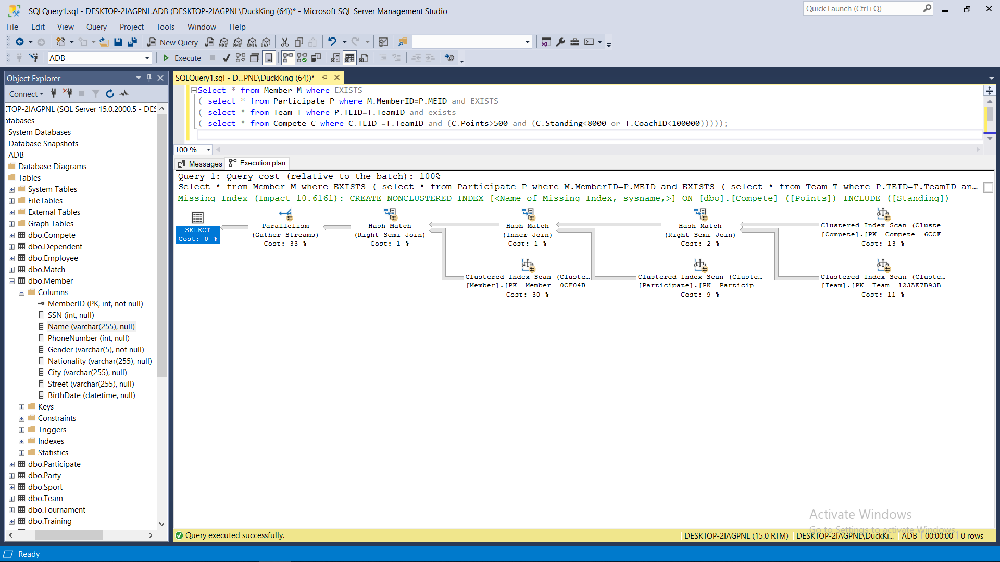 SQLQuery1.sql - DESKTOP-2IAGPNL.ADB (DESKTOP-2IAGPNL\DuckKing (64))* - Microsoft SQL Server Management Studio
Quick Launch (Ctrl+Q)
File Edit View Query Project Tools Window Help
New Query
MDX DMX XMLA DAX
ADB
Execute
Object Explorer
Connect
TOP-2IAGPNL (SQL Server 15.0.2000.5 - DES
atabases
System Databases
Database Snapshots
ADB
Database Diagrams
Tables
System Tables
FileTables
External Tables
Graph Tables
dbo.Compete
dbo.Dependent
dbo.Employee
dbo.Match
dbo.Member
Columns
MemberID (PK, int, not null)
SSN (int, null)
Name (varchar(255), null)
PhoneNumber (int, null)
Gender (varchar(5), not null)
Nationality (varchar(255), null)
City (varchar(255), null)
Street (varchar(255), null)
BirthDate (datetime, null)
Keys
Constraints
Triggers
Indexes
Statistics
dbo.Participate
dbo.Party
dbo.Sport
dbo.Team
dbo.Tournament
dbo.Training
SQLQuery1.sql - D...PNL\DuckKing (64))*
Select * from Member M where EXISTS
( select * from Participate P where M.MemberID=P.MEID and EXISTS
( select * from Team T where P.TEID=T.TeamID and exists
( select * from Compete C where C.TEID =T.TeamID and (C.Points>500 and (C.Standing<8000 or T.CoachID<100000)))));
100 %
Messages
Execution plan
Query 1: Query cost (relative to the batch): 100%
Select * from Member M where EXISTS ( select * from Participate P where M.MemberID=P.MEID and EXISTS ( select * from Team T where P.TEID=T.TeamID an...
Missing Index (Impact 10.6161): CREATE NONCLUSTERED INDEX [<Name of Missing Index, sysname,>] ON [dbo].[Compete] ([Points]) INCLUDE ([Standing])
SELECT
Cost: 0 %
Parallelism
(Gather Streams)
Cost: 33 %
Hash Match
(Right Semi Join)
Cost: 1 %
Hash Match
(Inner Join)
Cost: 1 %
Hash Match
(Right Semi Join)
Cost: 2 %
Clustered Index Scan (Cluste...
[Compete].[PK__Compete__6CCF...
Cost: 13 %
Clustered Index Scan (Cluste...
[Member].[PK__Member__0CF04B...
Cost: 30 %
Clustered Index Scan (Cluste...
[Participate].[PK__Particip_...
Cost: 9 %
Clustered Index Scan (Cluste...
[Team].[PK__Team__123AE7B93B...
Cost: 11 %
Activate Windows
Go to Settings to activate Windows.
Query executed successfully.
DESKTOP-2IAGPNL (15.0 RTM)
DESKTOP-2IAGPNL\DuckKi...
ADB
00:00:00
0 rows
Ready